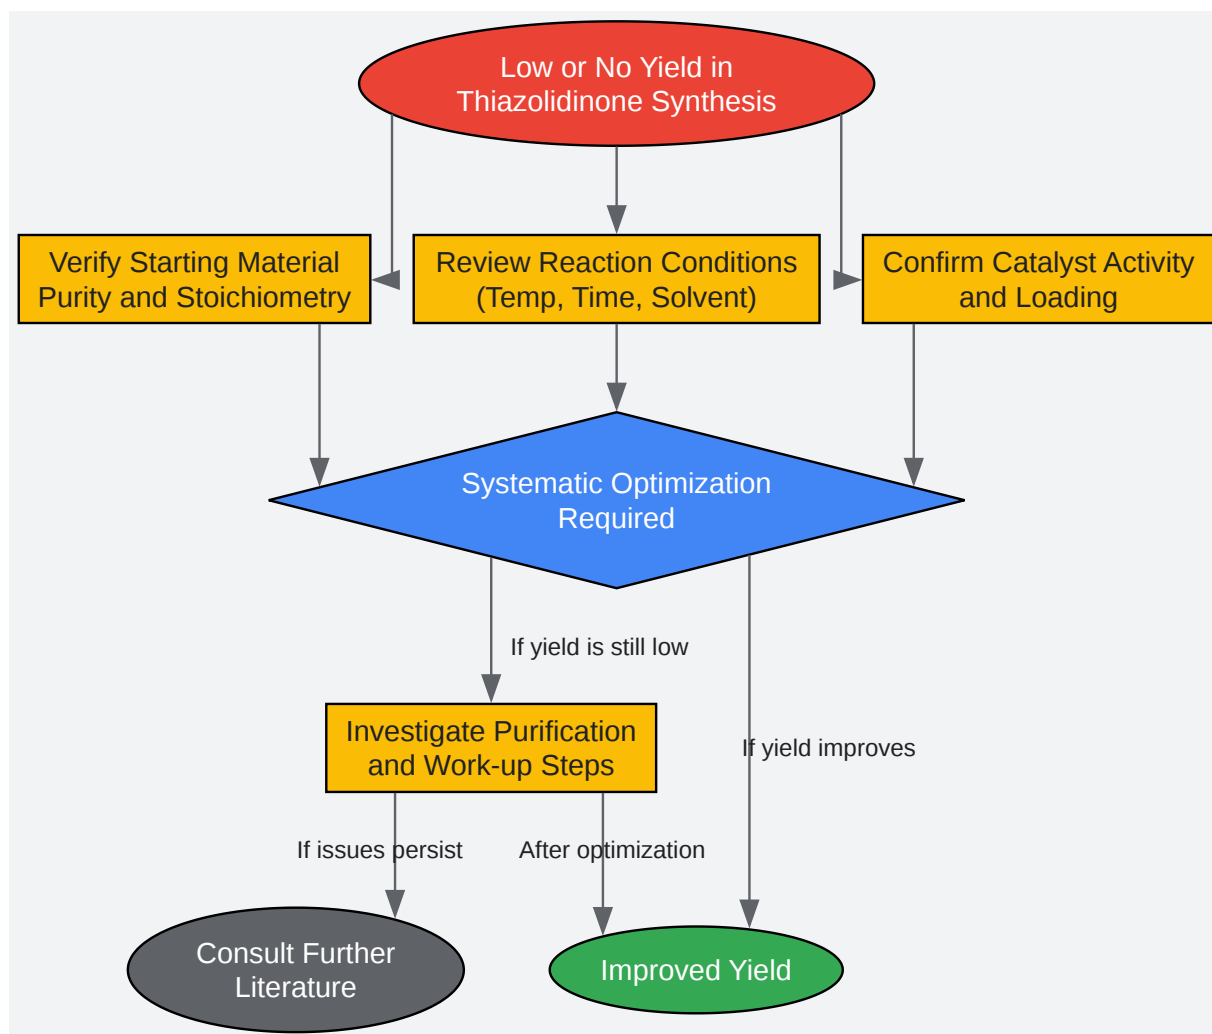 Low or No Yield in
Thiazolidinone Synthesis
Verify Starting Material
Purity and Stoichiometry
Review Reaction Conditions
(Temp, Time, Solvent)
Confirm Catalyst Activity
and Loading
Systematic Optimization
Required
If yield is still low
Investigate Purification
and Work-up Steps
If yield improves
If issues persist
After optimization
Consult Further
Literature
Improved Yield